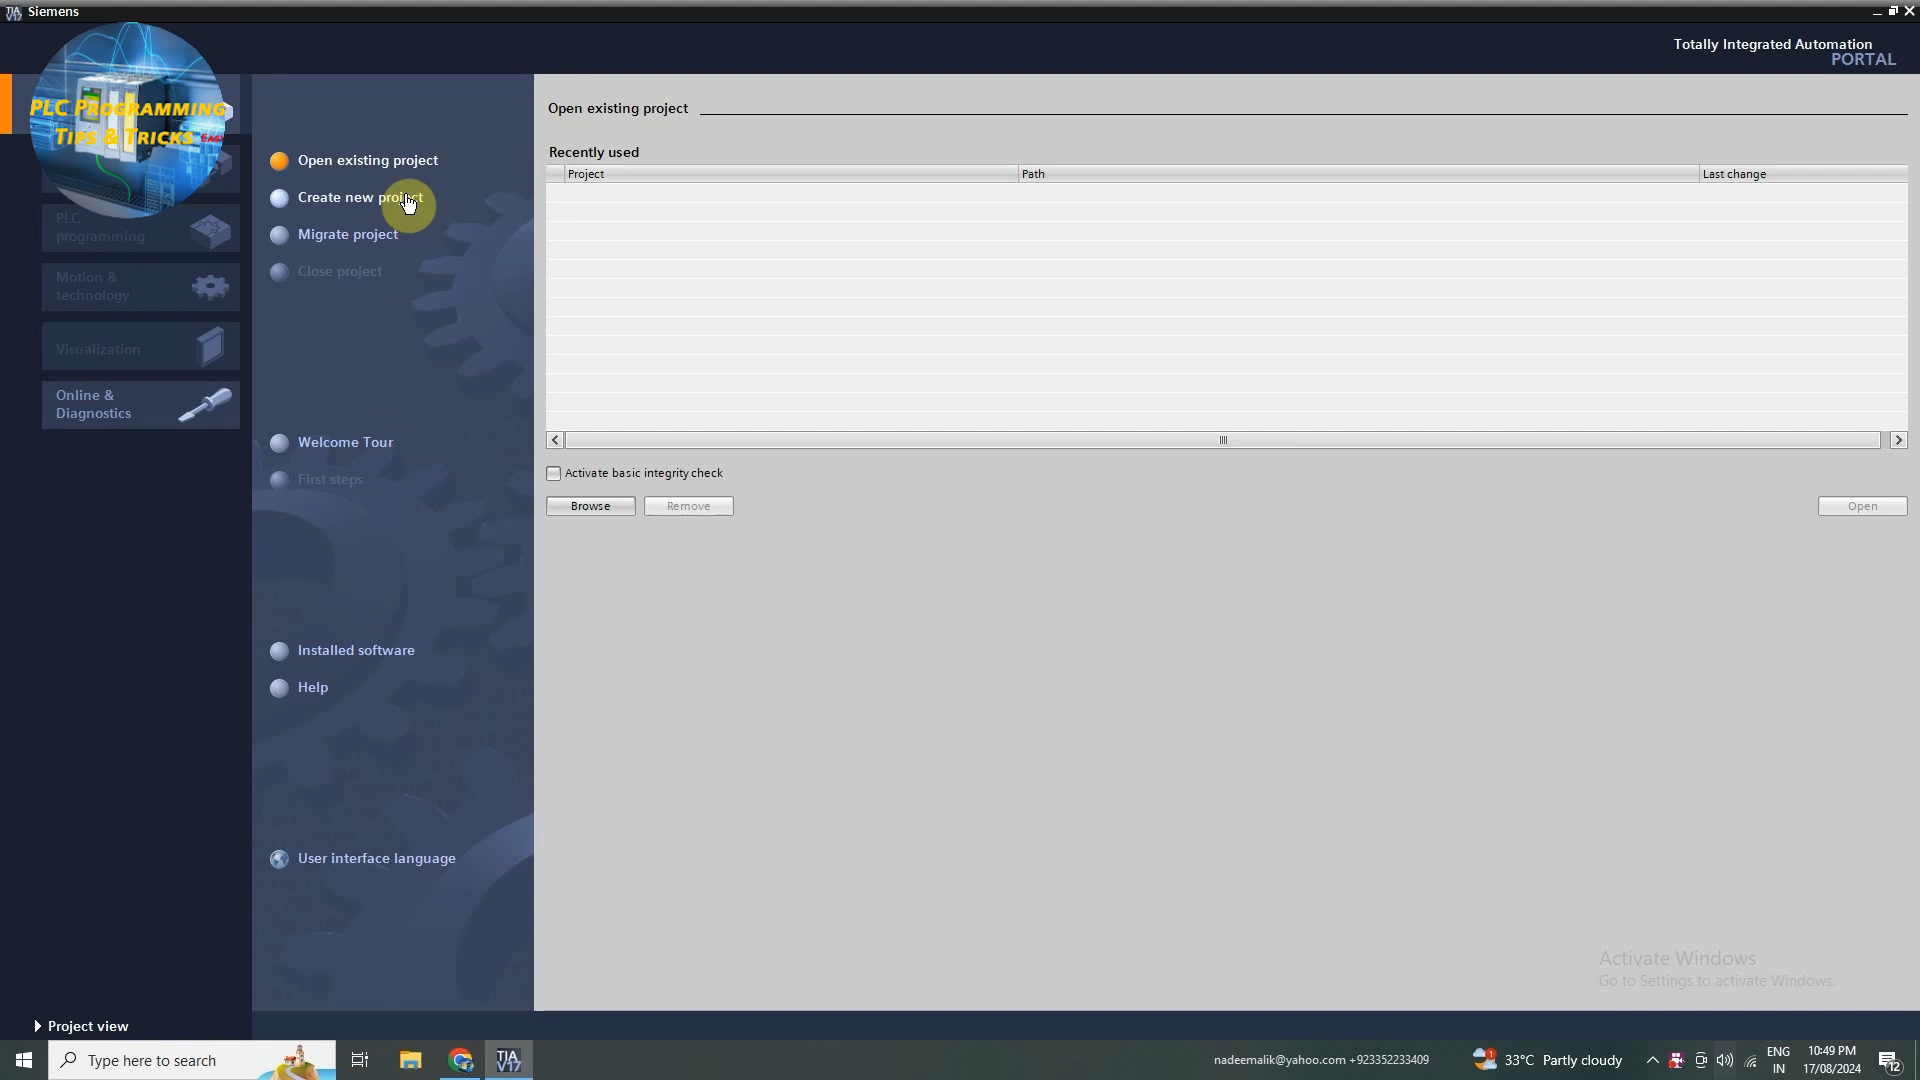 Siemens
Totally Integrated Automation
PORTAL
PLC PROGRAMMING
TIPS & TRICKS EASY
PLC
programming
Motion &
technology
Visualization
Online &
Diagnostics
Open existing project
Create new project
Migrate project
Close project
Welcome Tour
First steps
Installed software
Help
User interface language
Open existing project
Recently used
Project Path Last change
Activate basic integrity check
Browse Remove Open
Activate Windows
Go to Settings to activate Windows.
Project view
Type here to search
TIA
V17
nadeemalik@yahoo.com +923352233409
33°C Partly cloudy
ENG
IN
10:49 PM
17/08/2024
12